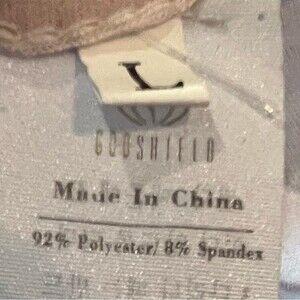 L
Made In China
92% Polyester/ 8% Spandex